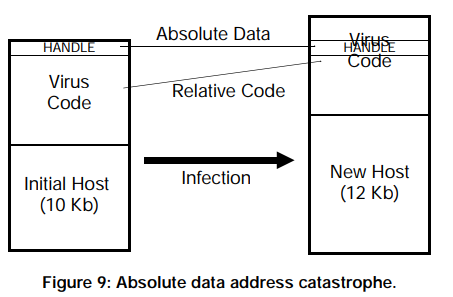 Absolute Data
HANDLE
Virus
HANDLE
Code
Virus
Code
Relative Code
Initial Host
(10 Kb)
Infection
New Host
(12 Kb)
Figure 9: Absolute data address catastrophe.